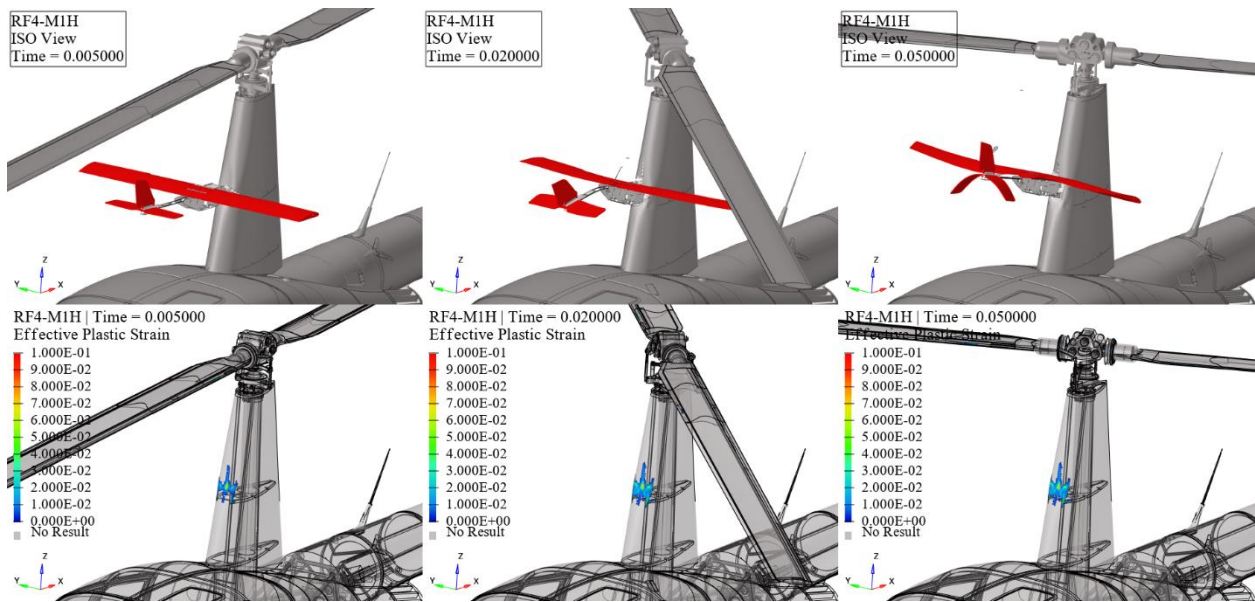 RF4-M1H
ISO View
Time = 0.005000
Z
Y
X
RF4-M1H
ISO View
Time = 0.020000
Z
Y
X
RF4-M1H
ISO View
Time = 0.050000
Z
Y
X
RF4-M1H | Time = 0.005000
Effective Plastic Strain
1.000E-01
9.000E-02
8.000E-02
7.000E-02
6.000E-02
5.000E-02
4.000E-02
3.000E-02
2.000E-02
1.000E-02
0.000E+00
No Result
Z
Y
X
RF4-M1H | Time = 0.020000
Effective Plastic Strain
1.000E-01
9.000E-02
8.000E-02
7.000E-02
6.000E-02
5.000E-02
4.000E-02
3.000E-02
2.000E-02
1.000E-02
0.000E+00
No Result
Z
Y
X
RF4-M1H | Time = 0.050000
Effective Plastic Strain
1.000E-01
9.000E-02
8.000E-02
7.000E-02
6.000E-02
5.000E-02
4.000E-02
3.000E-02
2.000E-02
1.000E-02
0.000E+00
No Result
Z
Y
X